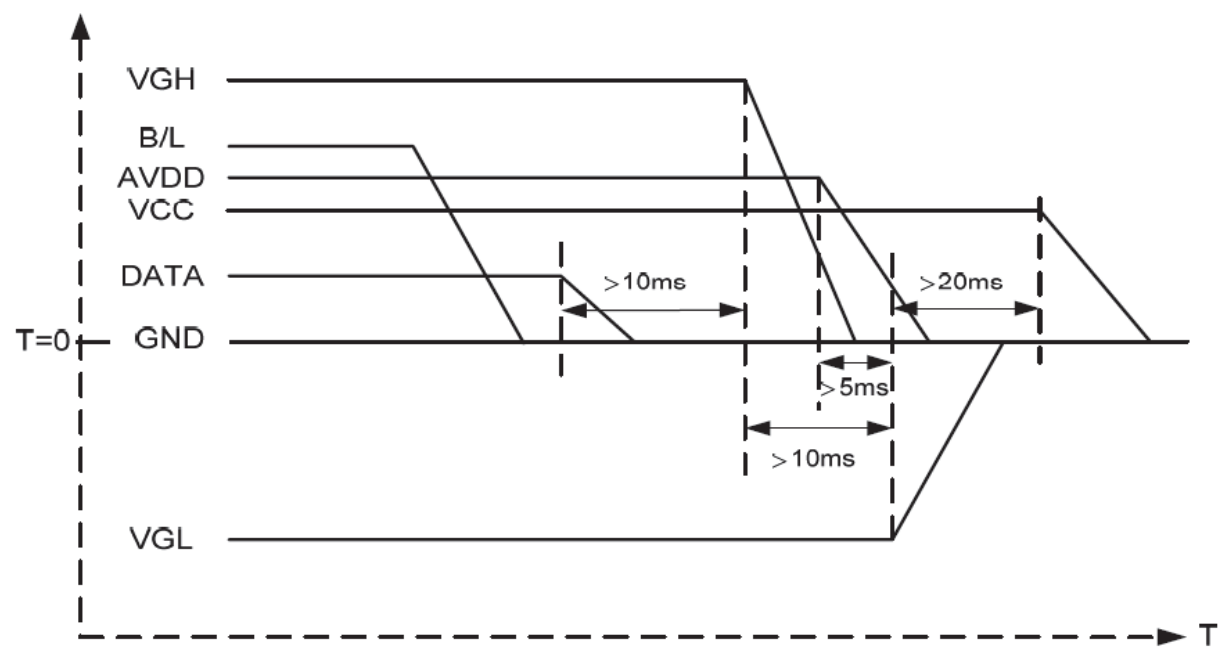 VGH
B/L
AVDD
VCC
DATA
>10ms
>20ms
T=0
GND
>5ms
>10ms
VGL
T